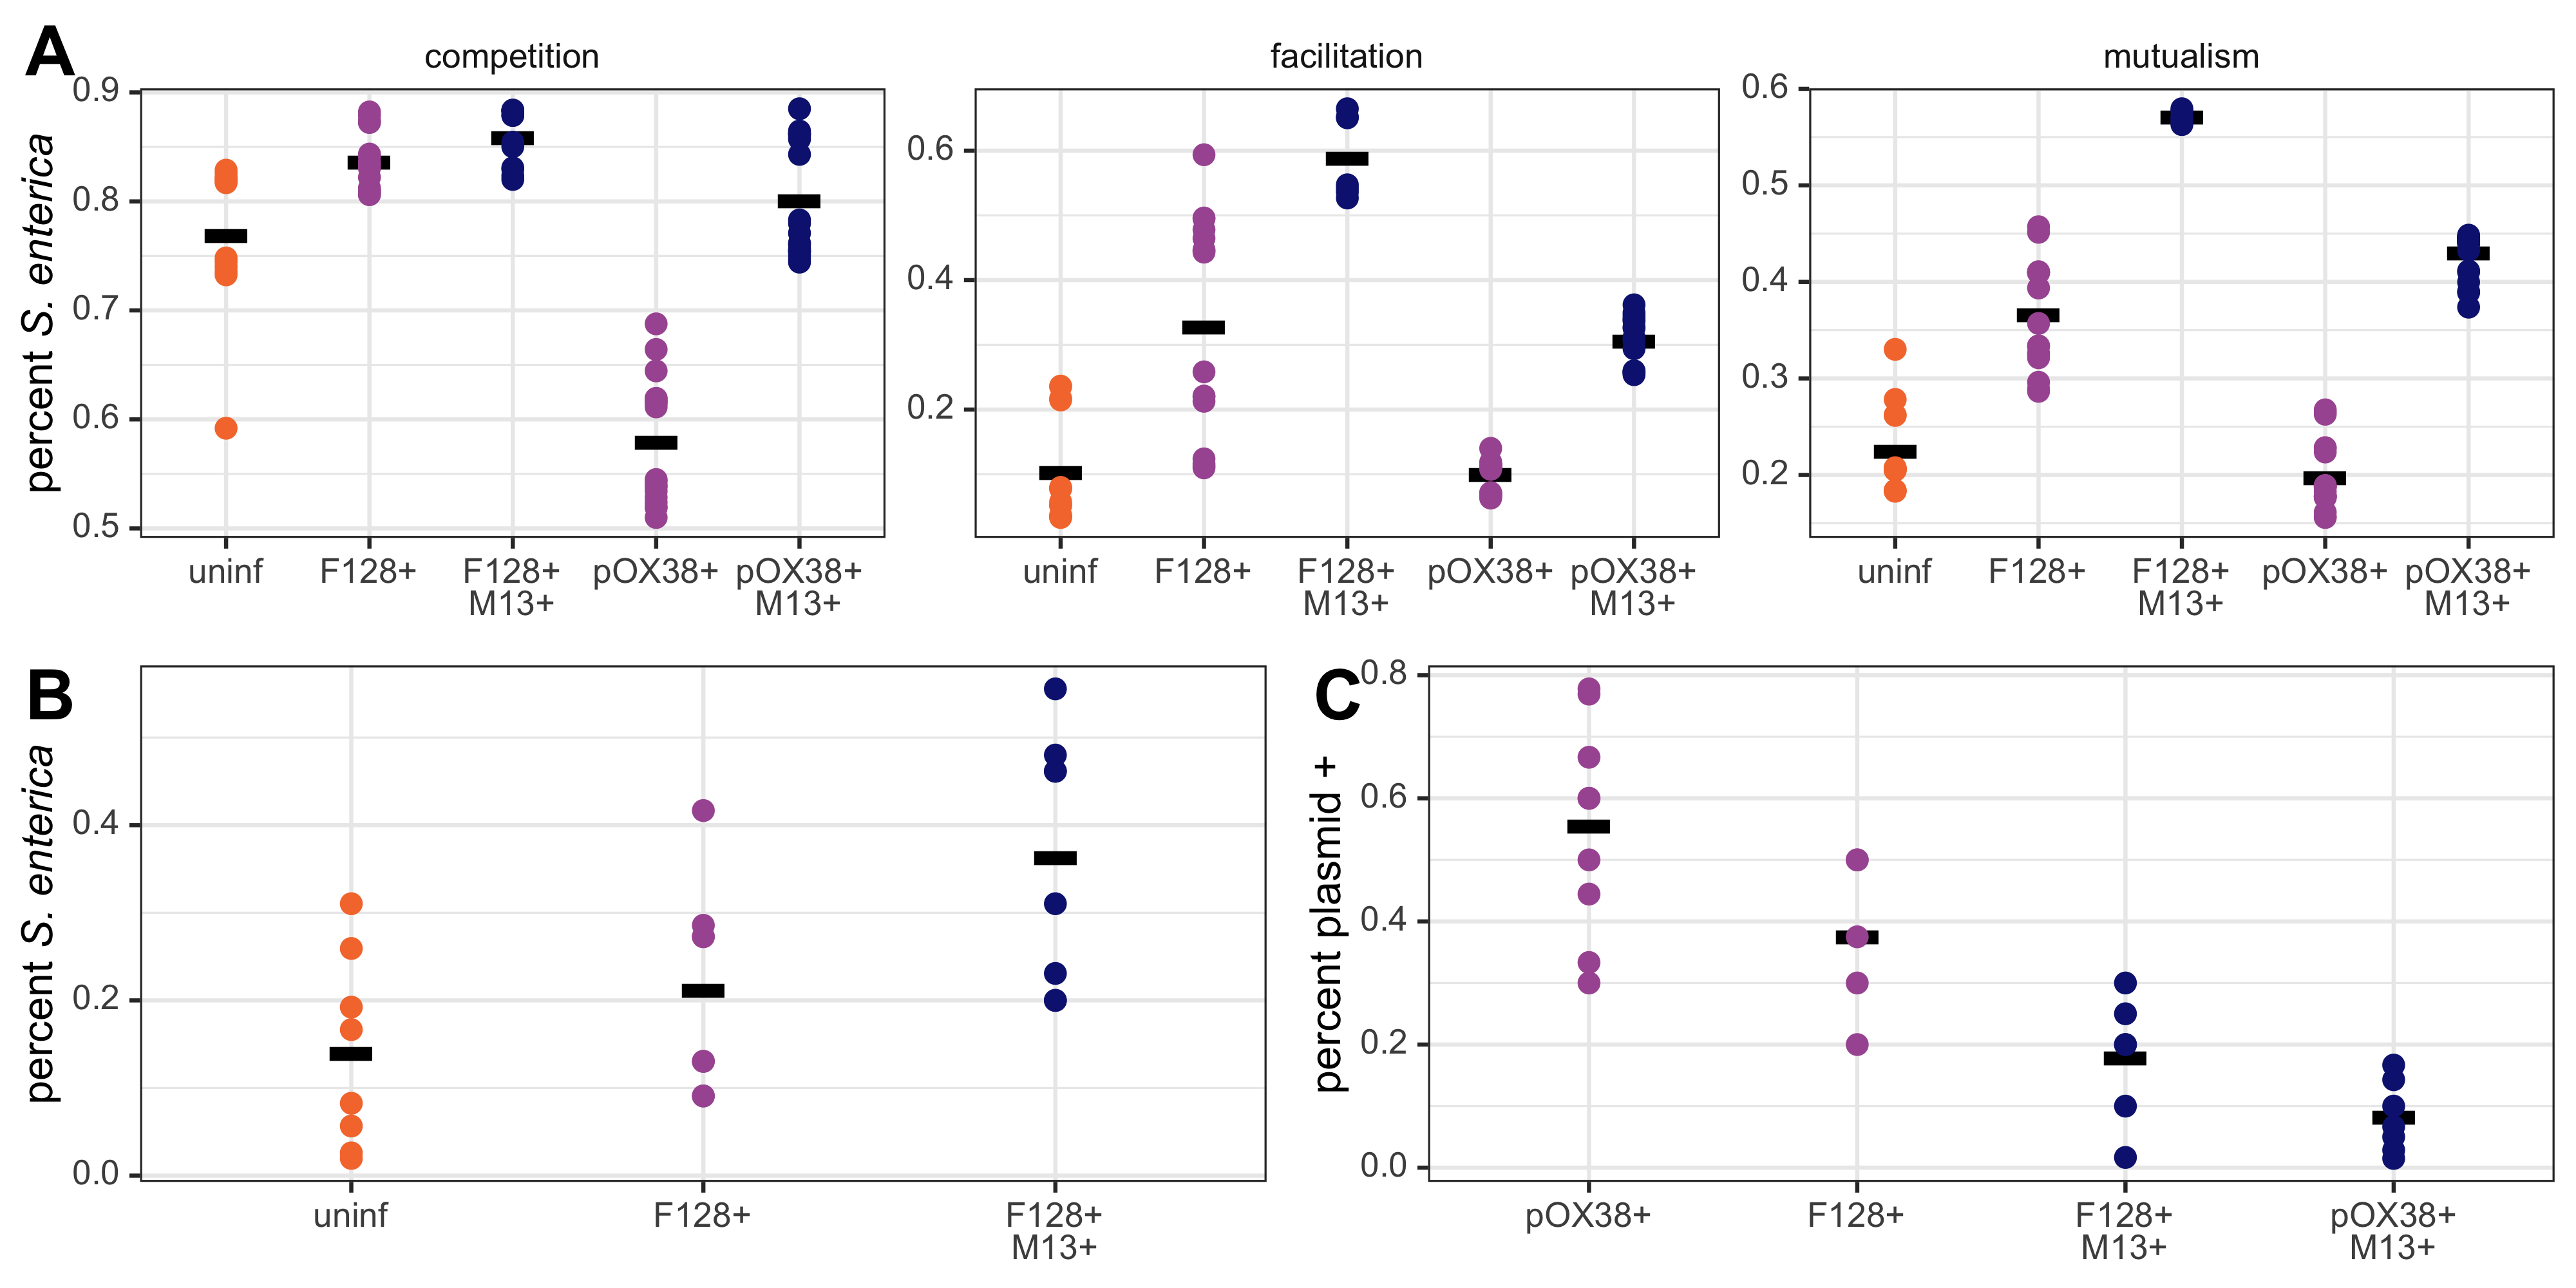 A
competition
facilitation
mutualism
percent S. enterica
0.9
0.8
0.7
0.6
0.5
0.6
0.4
0.2
0.6
0.5
0.4
0.3
0.2
uninf F128+ F128+ pOX38+ pOX38+
M13+ M13+
uninf F128+ F128+ pOX38+ pOX38+
M13+ M13+
uninf F128+ F128+ pOX38+ pOX38+
M13+ M13+
B
percent S. enterica
0.4
0.2
0.0
uninf F128+ F128+
M13+
C
percent plasmid +
0.8
0.6
0.4
0.2
0.0
pOX38+ F128+ F128+ pOX38+
M13+ M13+